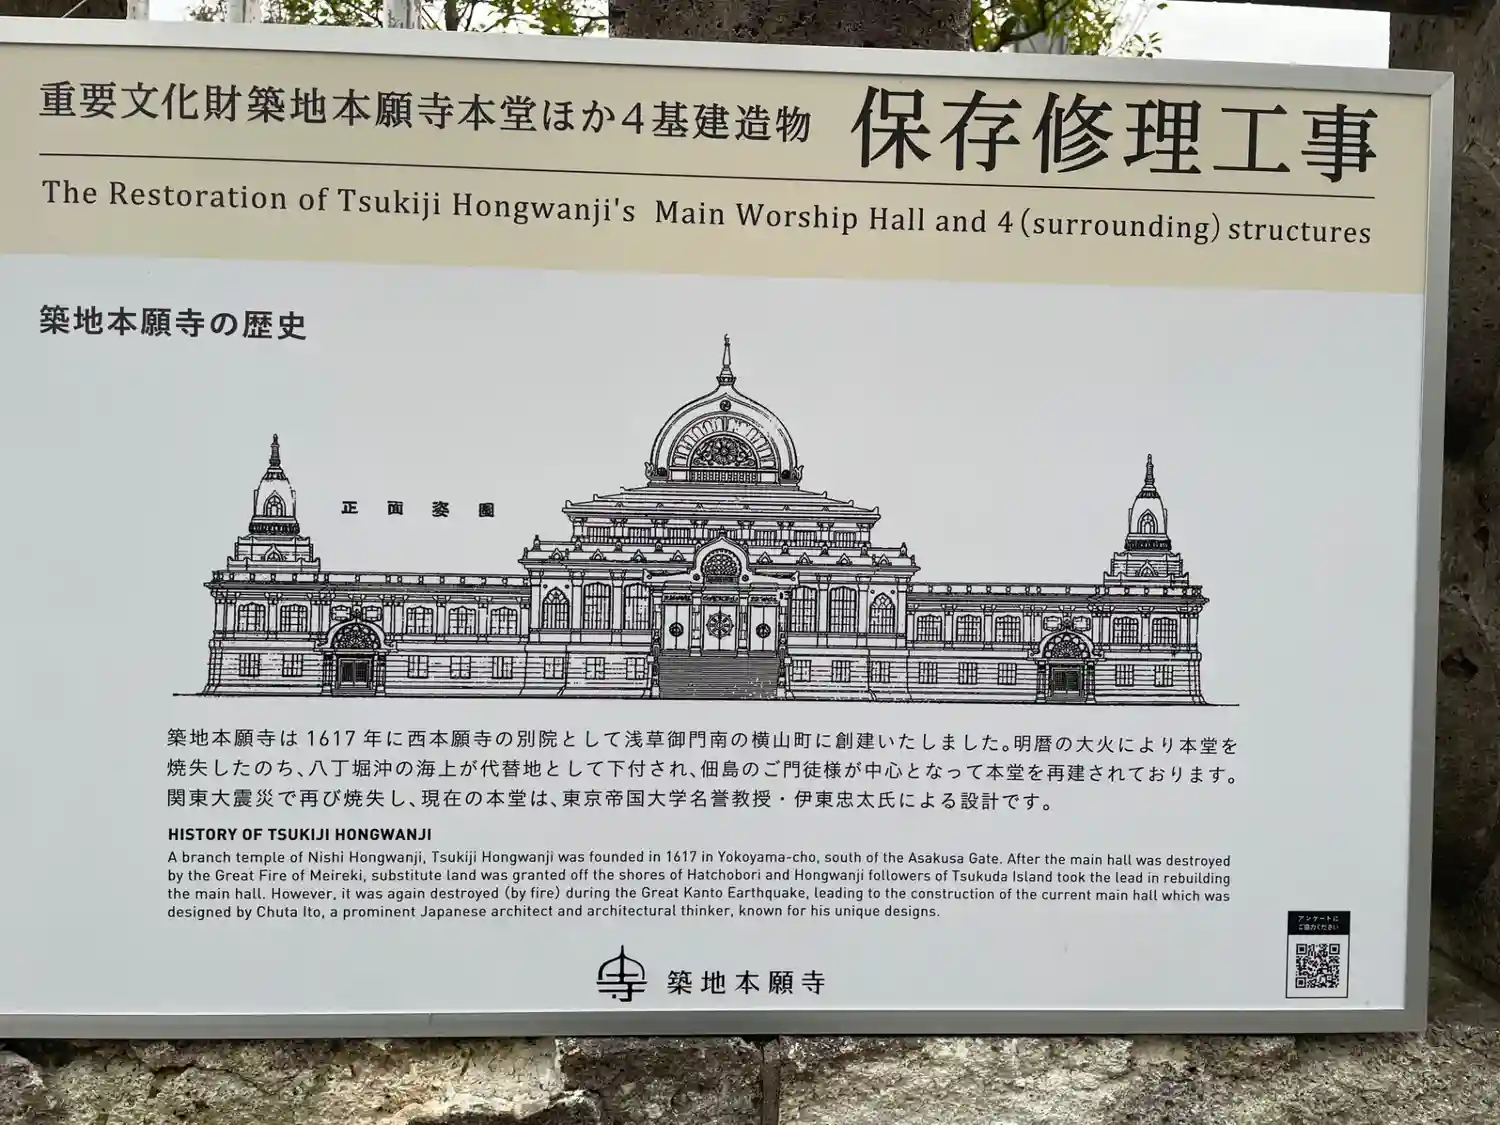 重要文化財築地本願寺本堂ほか4基建造物 保存修理工事
The Restoration of Tsukiji Hongwanji's Main Worship Hall and 4 (surrounding) structures
築地本願寺の歴史
正面姿圖
築地本願寺は1617年に西本願寺の別院として浅草御門南の横山町に創建いたしました。明暦の大火により本堂を
焼失したのち、八丁堀沖の海上が代替地として下付され、佃島のご門徒様が中心となって本堂を再建されております。
関東大震災で再び焼失し、現在の本堂は、東京帝国大学名誉教授・伊東忠太氏による設計です。
HISTORY OF TSUKIJI HONGWANJI
A branch temple of Nishi Hongwanji, Tsukiji Hongwanji was founded in 1617 in Yokoyama-cho, south of the Asakusa Gate. After the main hall was destroyed
by the Great Fire of Meireki, substitute land was granted off the shores of Hatchobori and Hongwanji followers of Tsukuda Island took the lead in rebuilding
the main hall. However, it was again destroyed (by fire) during the Great Kanto Earthquake, leading to the construction of the current main hall which was
designed by Chuta Ito, a prominent Japanese architect and architectural thinker, known for his unique designs.
寺 築地本願寺
アンケートに
ご協力ください